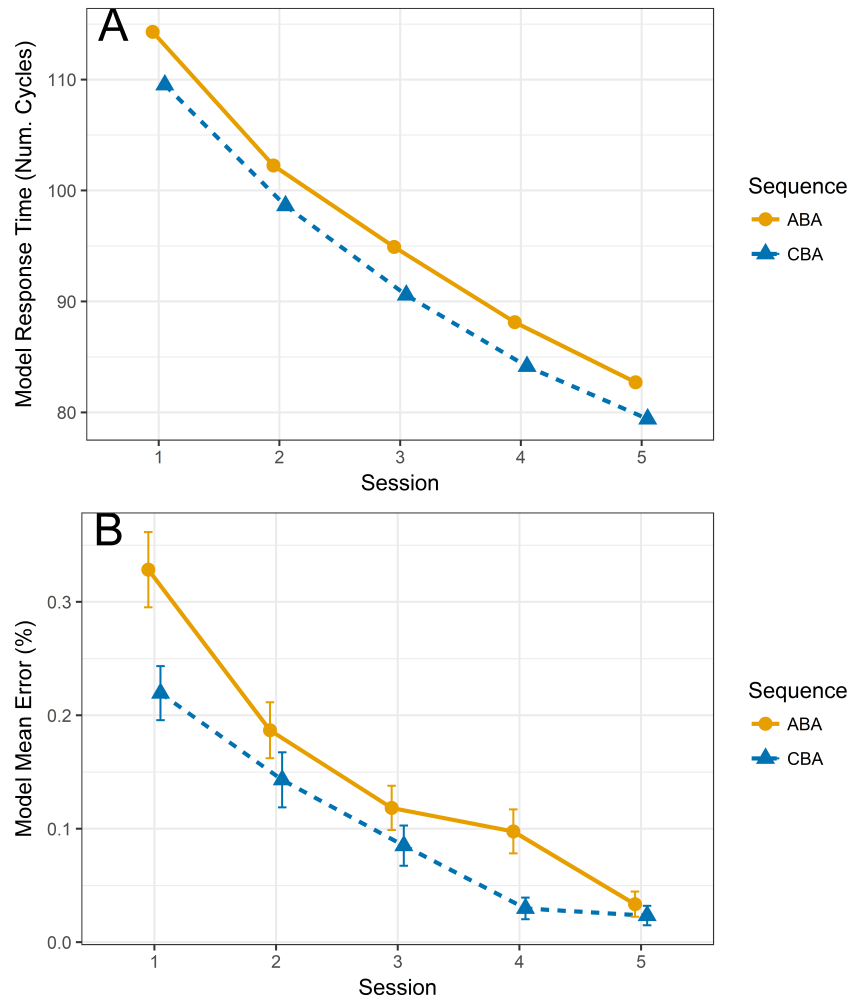 A
Model Response Time (Num. Cycles)
110
100
90
80
1 2 3 4 5
Session
Sequence
ABA
CBA
B
Model Mean Error (%)
0.3
0.2
0.1
0.0
1 2 3 4 5
Session
Sequence
ABA
CBA